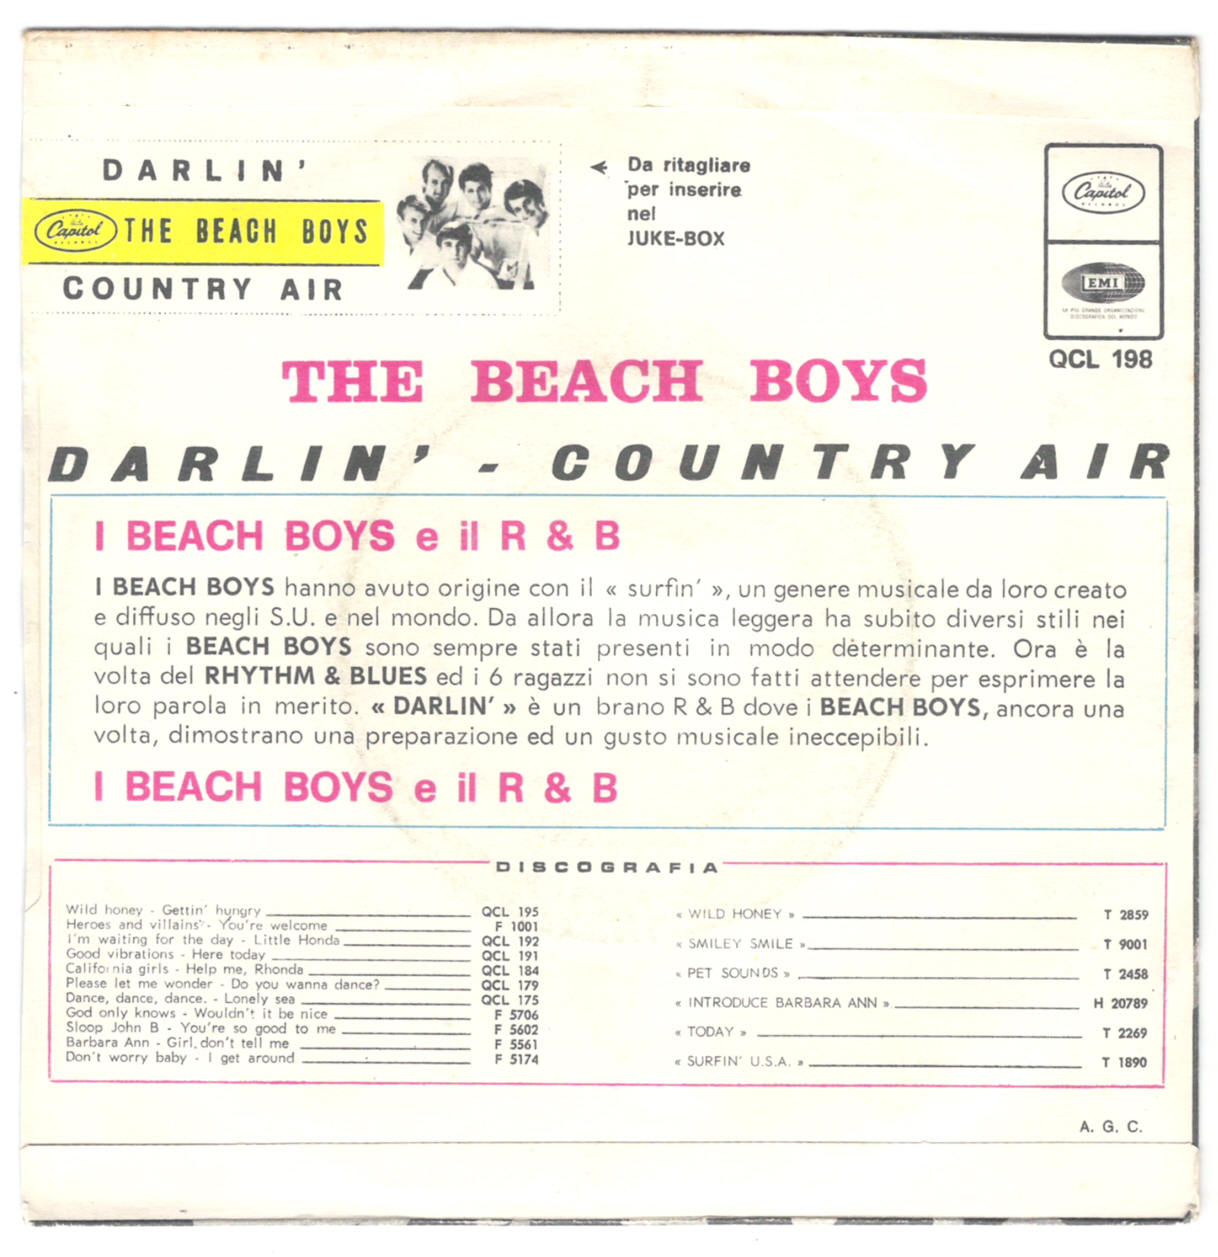 DARLIN'
Capitol THE BEACH BOYS
COUNTRY AIR
Da ritagliare
per inserire
nel
JUKE-BOX
Capitol
RECORDS
EMI
LA PIÙ GRANDE ORGANIZZAZIONE
DISCOGRAFICA DEL MONDO
QCL 198
THE BEACH BOYS
DARLIN' - COUNTRY AIR
I BEACH BOYS e il R & B
I BEACH BOYS hanno avuto origine con il « surfin' », un genere musicale da loro creato
e diffuso negli S.U. e nel mondo. Da allora la musica leggera ha subito diversi stili nei
quali i BEACH BOYS sono sempre stati presenti in modo determinante. Ora è la
volta del RHYTHM & BLUES ed i 6 ragazzi non si sono fatti attendere per esprimere la
loro parola in merito. « DARLIN' » è un brano R & B dove i BEACH BOYS, ancora una
volta, dimostrano una preparazione ed un gusto musicale ineccepibili.
I BEACH BOYS e il R & B
DISCOGRAFIA
Wild honey - Gettin' hungry QCL 195
Heroes and villains - You're welcome F 1001
I'm waiting for the day - Little Honda QCL 192
Good vibrations - Here today QCL 191
California girls - Help me, Rhonda QCL 184
Please let me wonder - Do you wanna dance? QCL 179
Dance, dance, dance. - Lonely sea QCL 175
God only knows - Wouldn't it be nice F 5706
Sloop John B - You're so good to me F 5602
Barbara Ann - Girl, don't tell me F 5561
Don't worry baby - I get around F 5174
« WILD HONEY » T 2859
« SMILEY SMILE » T 9001
« PET SOUNDS » T 2458
« INTRODUCE BARBARA ANN » H 20789
« TODAY » T 2269
« SURFIN' U.S.A. » T 1890
A. G. C.